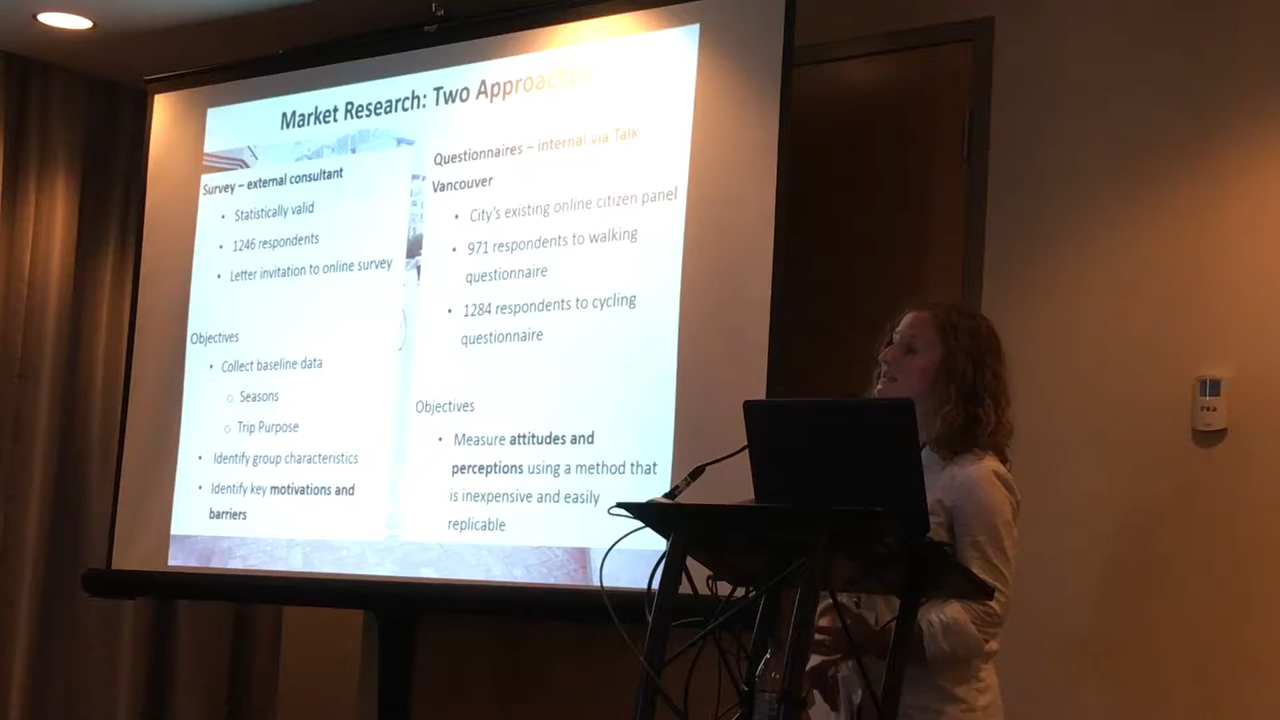 Market Research: Two Approaches
Survey – external consultant
• Statistically valid
• 1246 respondents
• Letter invitation to online survey
Objectives
• Collect baseline data
○ Seasons
○ Trip Purpose
• Identify group characteristics
• Identify key motivations and
barriers
Questionnaires – internal via Talk
Vancouver
• City's existing online citizen panel
• 971 respondents to walking
questionnaire
• 1284 respondents to cycling
questionnaire
Objectives
• Measure attitudes and
perceptions using a method that
is inexpensive and easily
replicable